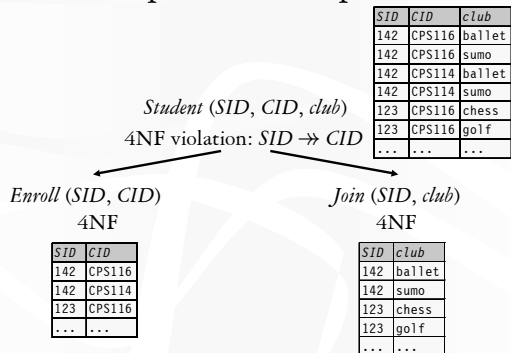 SID CID club
142 CPS116 ballet
142 CPS116 sumo
142 CPS114 ballet
142 CPS114 sumo
123 CPS116 chess
123 CPS116 golf
... ... ...
Student (SID, CID, club)
4NF violation: SID ↠ CID
Enroll (SID, CID)
4NF
SID CID
142 CPS116
142 CPS114
123 CPS116
... ...
Join (SID, club)
4NF
SID club
142 ballet
142 sumo
123 chess
123 golf
... ...